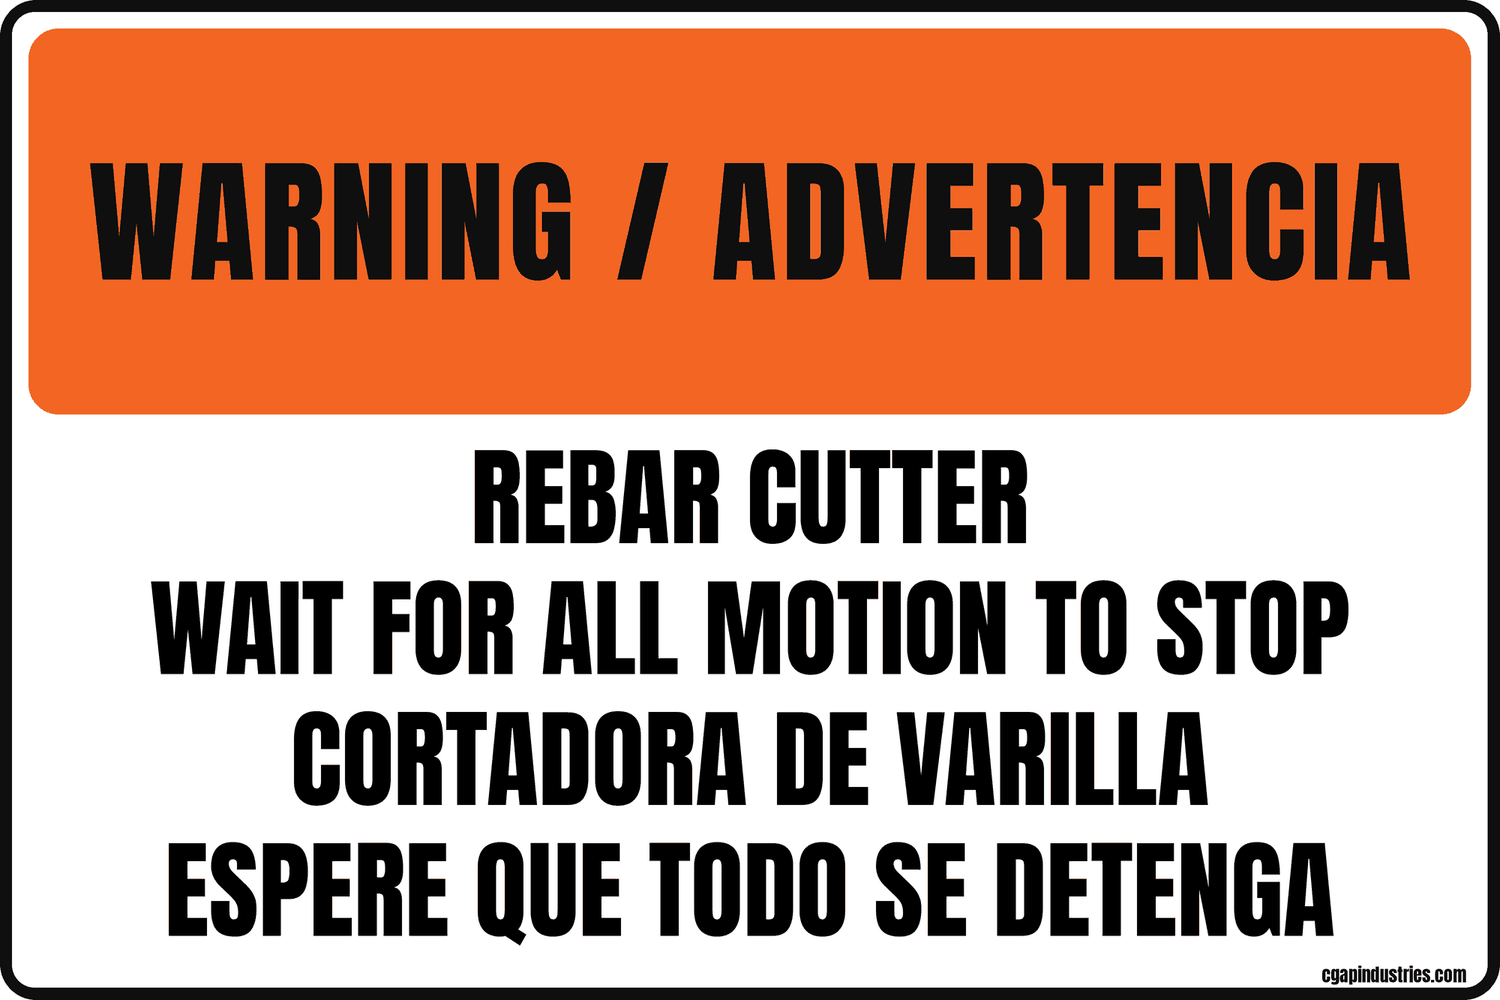 WARNING / ADVERTENCIA
REBAR CUTTER
WAIT FOR ALL MOTION TO STOP
CORTADORA DE VARILLA
ESPERE QUE TODO SE DETENGA
cgapindustries.com